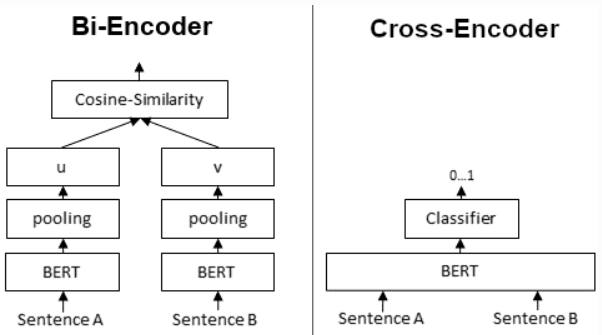 Bi-Encoder
Cosine-Similarity
u
v
pooling
pooling
BERT
BERT
Sentence A
Sentence B
Cross-Encoder
0...1
Classifier
BERT
Sentence A
Sentence B